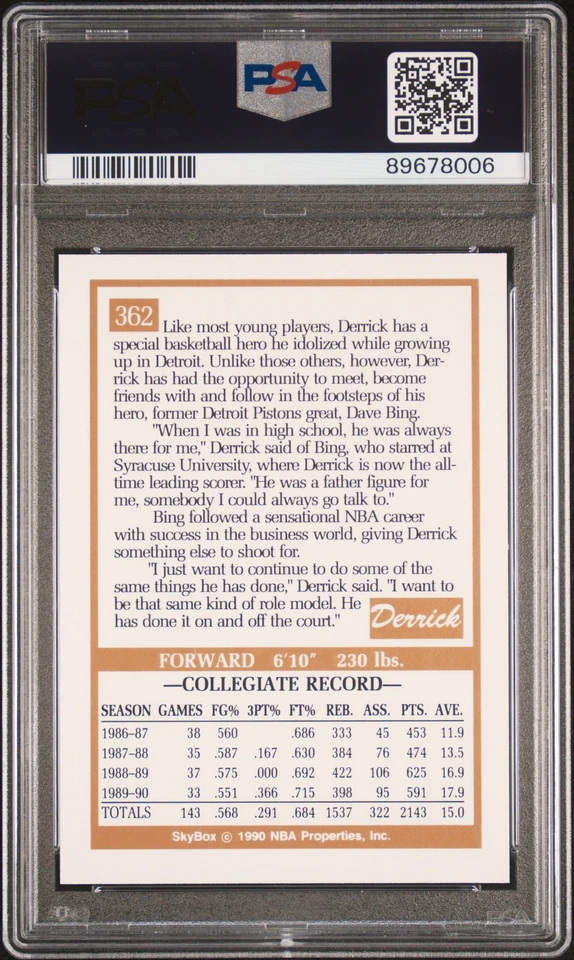 PSA
PSA
89678006
362
Like most young players, Derrick has a
special basketball hero he idolized while growing
up in Detroit. Unlike those others, however, Der-
rick has had the opportunity to meet, become
friends with and follow in the footsteps of his
hero, former Detroit Pistons great, Dave Bing.
"When I was in high school, he was always
there for me," Derrick said of Bing, who starred at
Syracuse University, where Derrick is now the all-
time leading scorer. "He was a father figure for
me, somebody I could always go talk to."
Bing followed a sensational NBA career
with success in the business world, giving Derrick
something else to shoot for.
"I just want to continue to do some of the
same things he has done," Derrick said. "I want to
be that same kind of role model. He
has done it on and off the court."
Derrick
FORWARD 6'10" 230 lbs.
—COLLEGIATE RECORD—
SEASON GAMES FG% 3PT% FT% REB. ASS. PTS. AVE.
1986–87 38 560 .686 333 45 453 11.9
1987–88 35 .587 .167 .630 384 76 474 13.5
1988–89 37 .575 .000 .692 422 106 625 16.9
1989–90 33 .551 .366 .715 398 95 591 17.9
TOTALS 143 .568 .291 .684 1537 322 2143 15.0
SkyBox © 1990 NBA Properties, Inc.
PSA